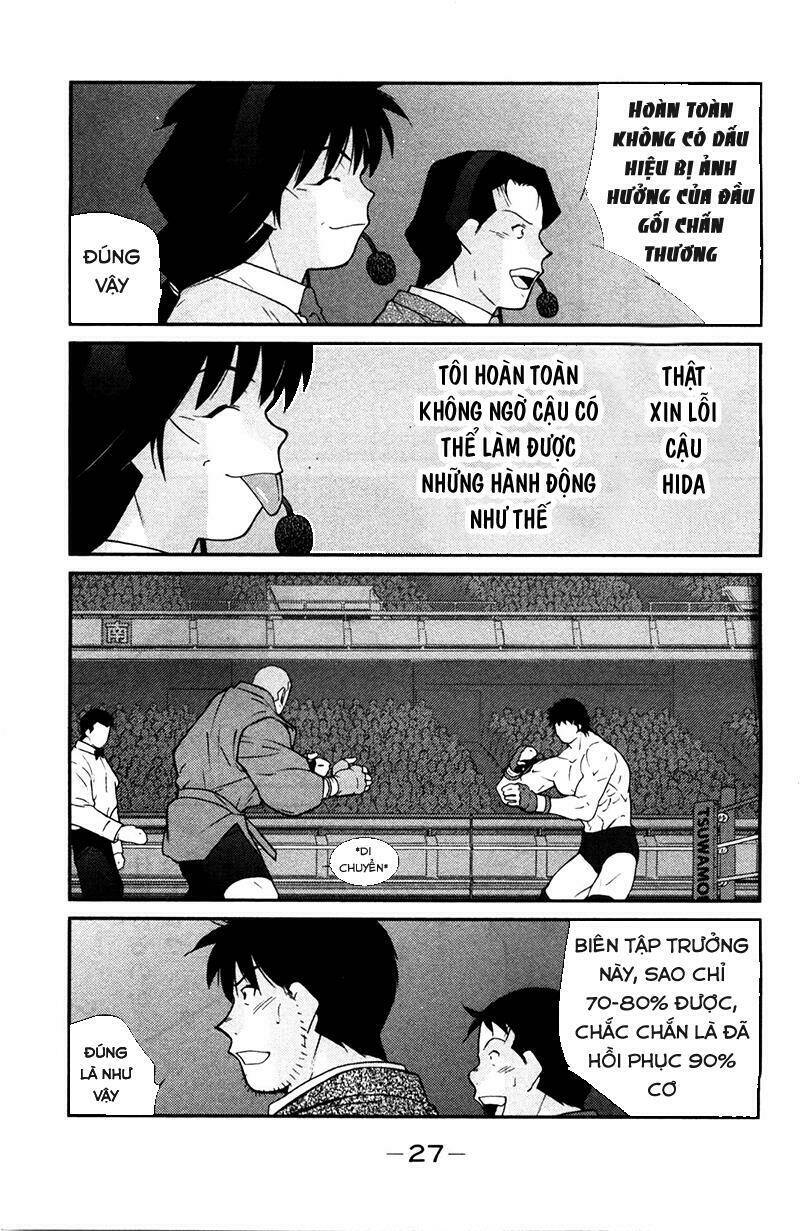 HOÀN TOÀN
KHÔNG CÓ DẤU
HIỆU BỊ ẢNH
HƯỞNG CỦA ĐẦU
GỐI CHẤN
THƯƠNG
ĐÚNG
VẬY
THẬT
XIN LỖI
CẬU
HIDA
TÔI HOÀN TOÀN
KHÔNG NGỜ CẬU CÓ
THỂ LÀM ĐƯỢC
NHỮNG HÀNH ĐỘNG
NHƯ THẾ
南
*DI
CHUYỂN*
TSUWAMO
BIÊN TẬP TRƯỞNG
NÀY, SAO CHỈ
70-80% ĐƯỢC,
CHẮC CHẮN LÀ ĐÃ
HỒI PHỤC 90%
CƠ
ĐÚNG
LÀ NHƯ
VẬY
—27—